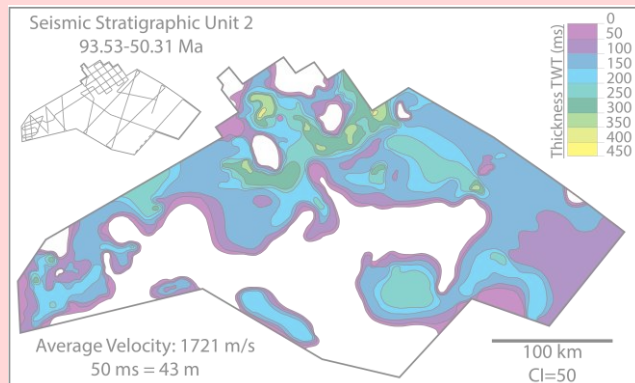 Seismic Stratigraphic Unit 2
93.53-50.31 Ma
Thickness TWT (ms)
0
50
100
150
200
250
300
350
400
450
Average Velocity: 1721 m/s
50 ms = 43 m
100 km
CI=50